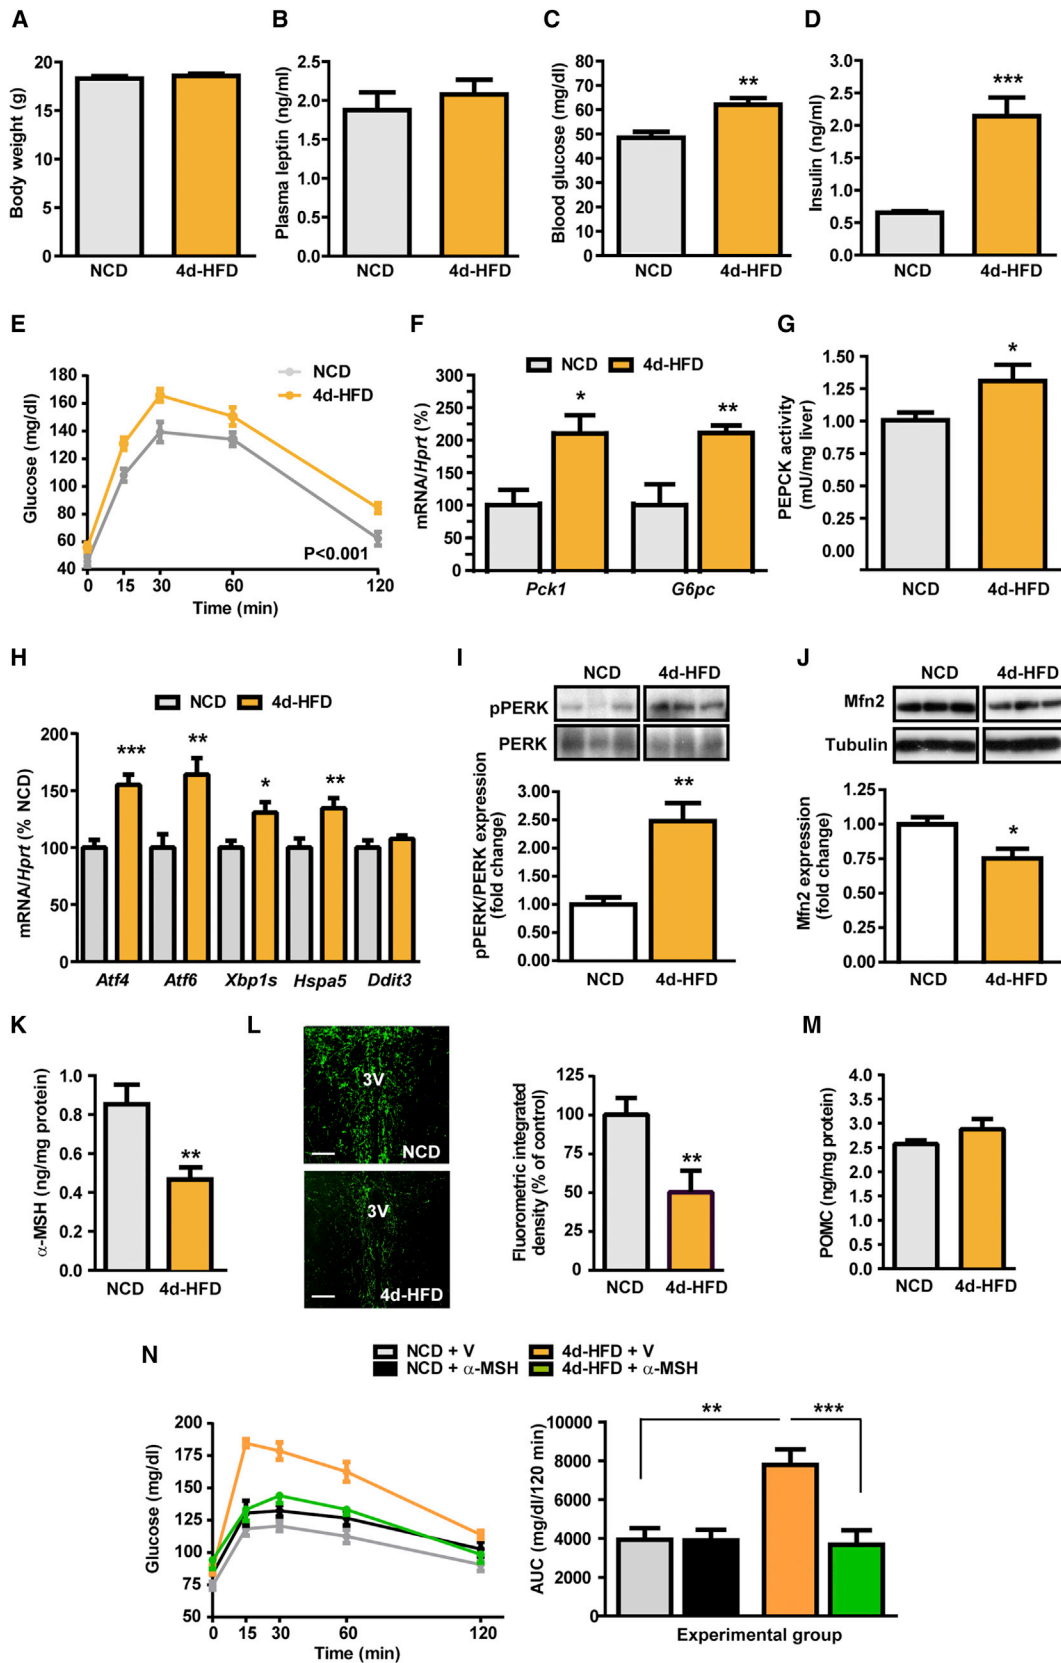 A
Body weight (g)
20
15
10
5
0
NCD
4d-HFD
B
Plasma leptin (ng/ml)
2.5
2.0
1.5
1.0
0.5
0.0
NCD
4d-HFD
C
Blood glucose (mg/dl)
80
70
60
50
40
30
20
10
0
**
NCD
4d-HFD
D
Insulin (ng/ml)
3.0
2.5
2.0
1.5
1.0
0.5
0.0
***
NCD
4d-HFD
E
NCD
4d-HFD
Glucose (mg/dl)
180
160
140
120
100
80
60
40
P<0.001
0 15 30 60 120
Time (min)
F
NCD 4d-HFD
mRNA/Hprt (%)
300
250
200
150
100
50
0
*
**
Pck1 G6pc
G
PEPCK activity
(mU/mg liver)
1.50
1.25
1.00
0.75
0.50
0.25
0.00
*
NCD 4d-HFD
H
NCD 4d-HFD
mRNA/Hprt (% NCD)
200
150
100
50
0
***
**
*
**
Atf4 Atf6 Xbp1s Hspa5 Ddit3
I
NCD 4d-HFD
pPERK
PERK
pPERK/PERK expression
(fold change)
3.00
2.50
2.00
1.50
1.00
0.50
0.00
**
NCD 4d-HFD
J
NCD 4d-HFD
Mfn2
Tubulin
Mfn2 expression
(fold change)
1.25
1.00
0.75
0.50
0.25
0.00
*
NCD 4d-HFD
K
α-MSH (ng/mg protein)
1.0
0.8
0.6
0.4
0.2
0.0
**
NCD 4d-HFD
L
3V
NCD
3V
4d-HFD
Fluorometric integrated
density (% of control)
125
100
75
50
25
0
**
NCD 4d-HFD
M
POMC (ng/mg protein)
4.0
3.5
3.0
2.5
2.0
1.5
1.0
0.5
0.0
NCD 4d-HFD
N
NCD + V 4d-HFD + V
NCD + α-MSH 4d-HFD + α-MSH
Glucose (mg/dl)
200
175
150
125
100
75
50
0 15 30 60 120
Time (min)
AUC (mg/dl/120 min)
10000
8000
6000
4000
2000
0
**
***
Experimental group